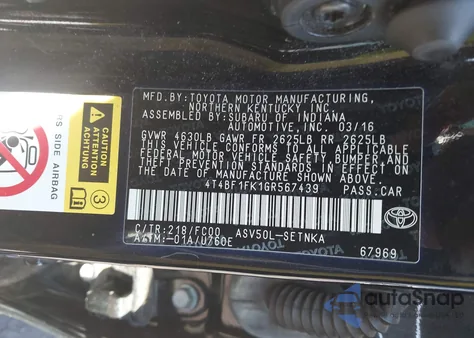 MFD.BY:TOYOTA MOTOR MANUFACTURING,
NORTHERN KENTUCKY,INC.
ASSEMBLED BY:SUBARU OF INDIANA
AUTOMOTIVE,INC. 03/16
GVWR 4630LB GAWR FR 2625LB RR 2625LB
THIS VEHICLE CONFORMS TO ALL APPLICABLE
FEDERAL MOTOR VEHICLE SAFETY, BUMPER, AND
THEFT PREVENTION STANDARDS IN EFFECT ON
THE DATE OF MANUFACTURE SHOWN ABOVE.
4T4BF1FK1GR567439 PASS.CAR
C/TR:218/FC00 ASV50L-SETNKA
A/TM:-01A/U760E
67969
TOYOTA
SIDE AIRBAG
CAUTION
ATTENTION
ACHTUNG
3
autoSnap